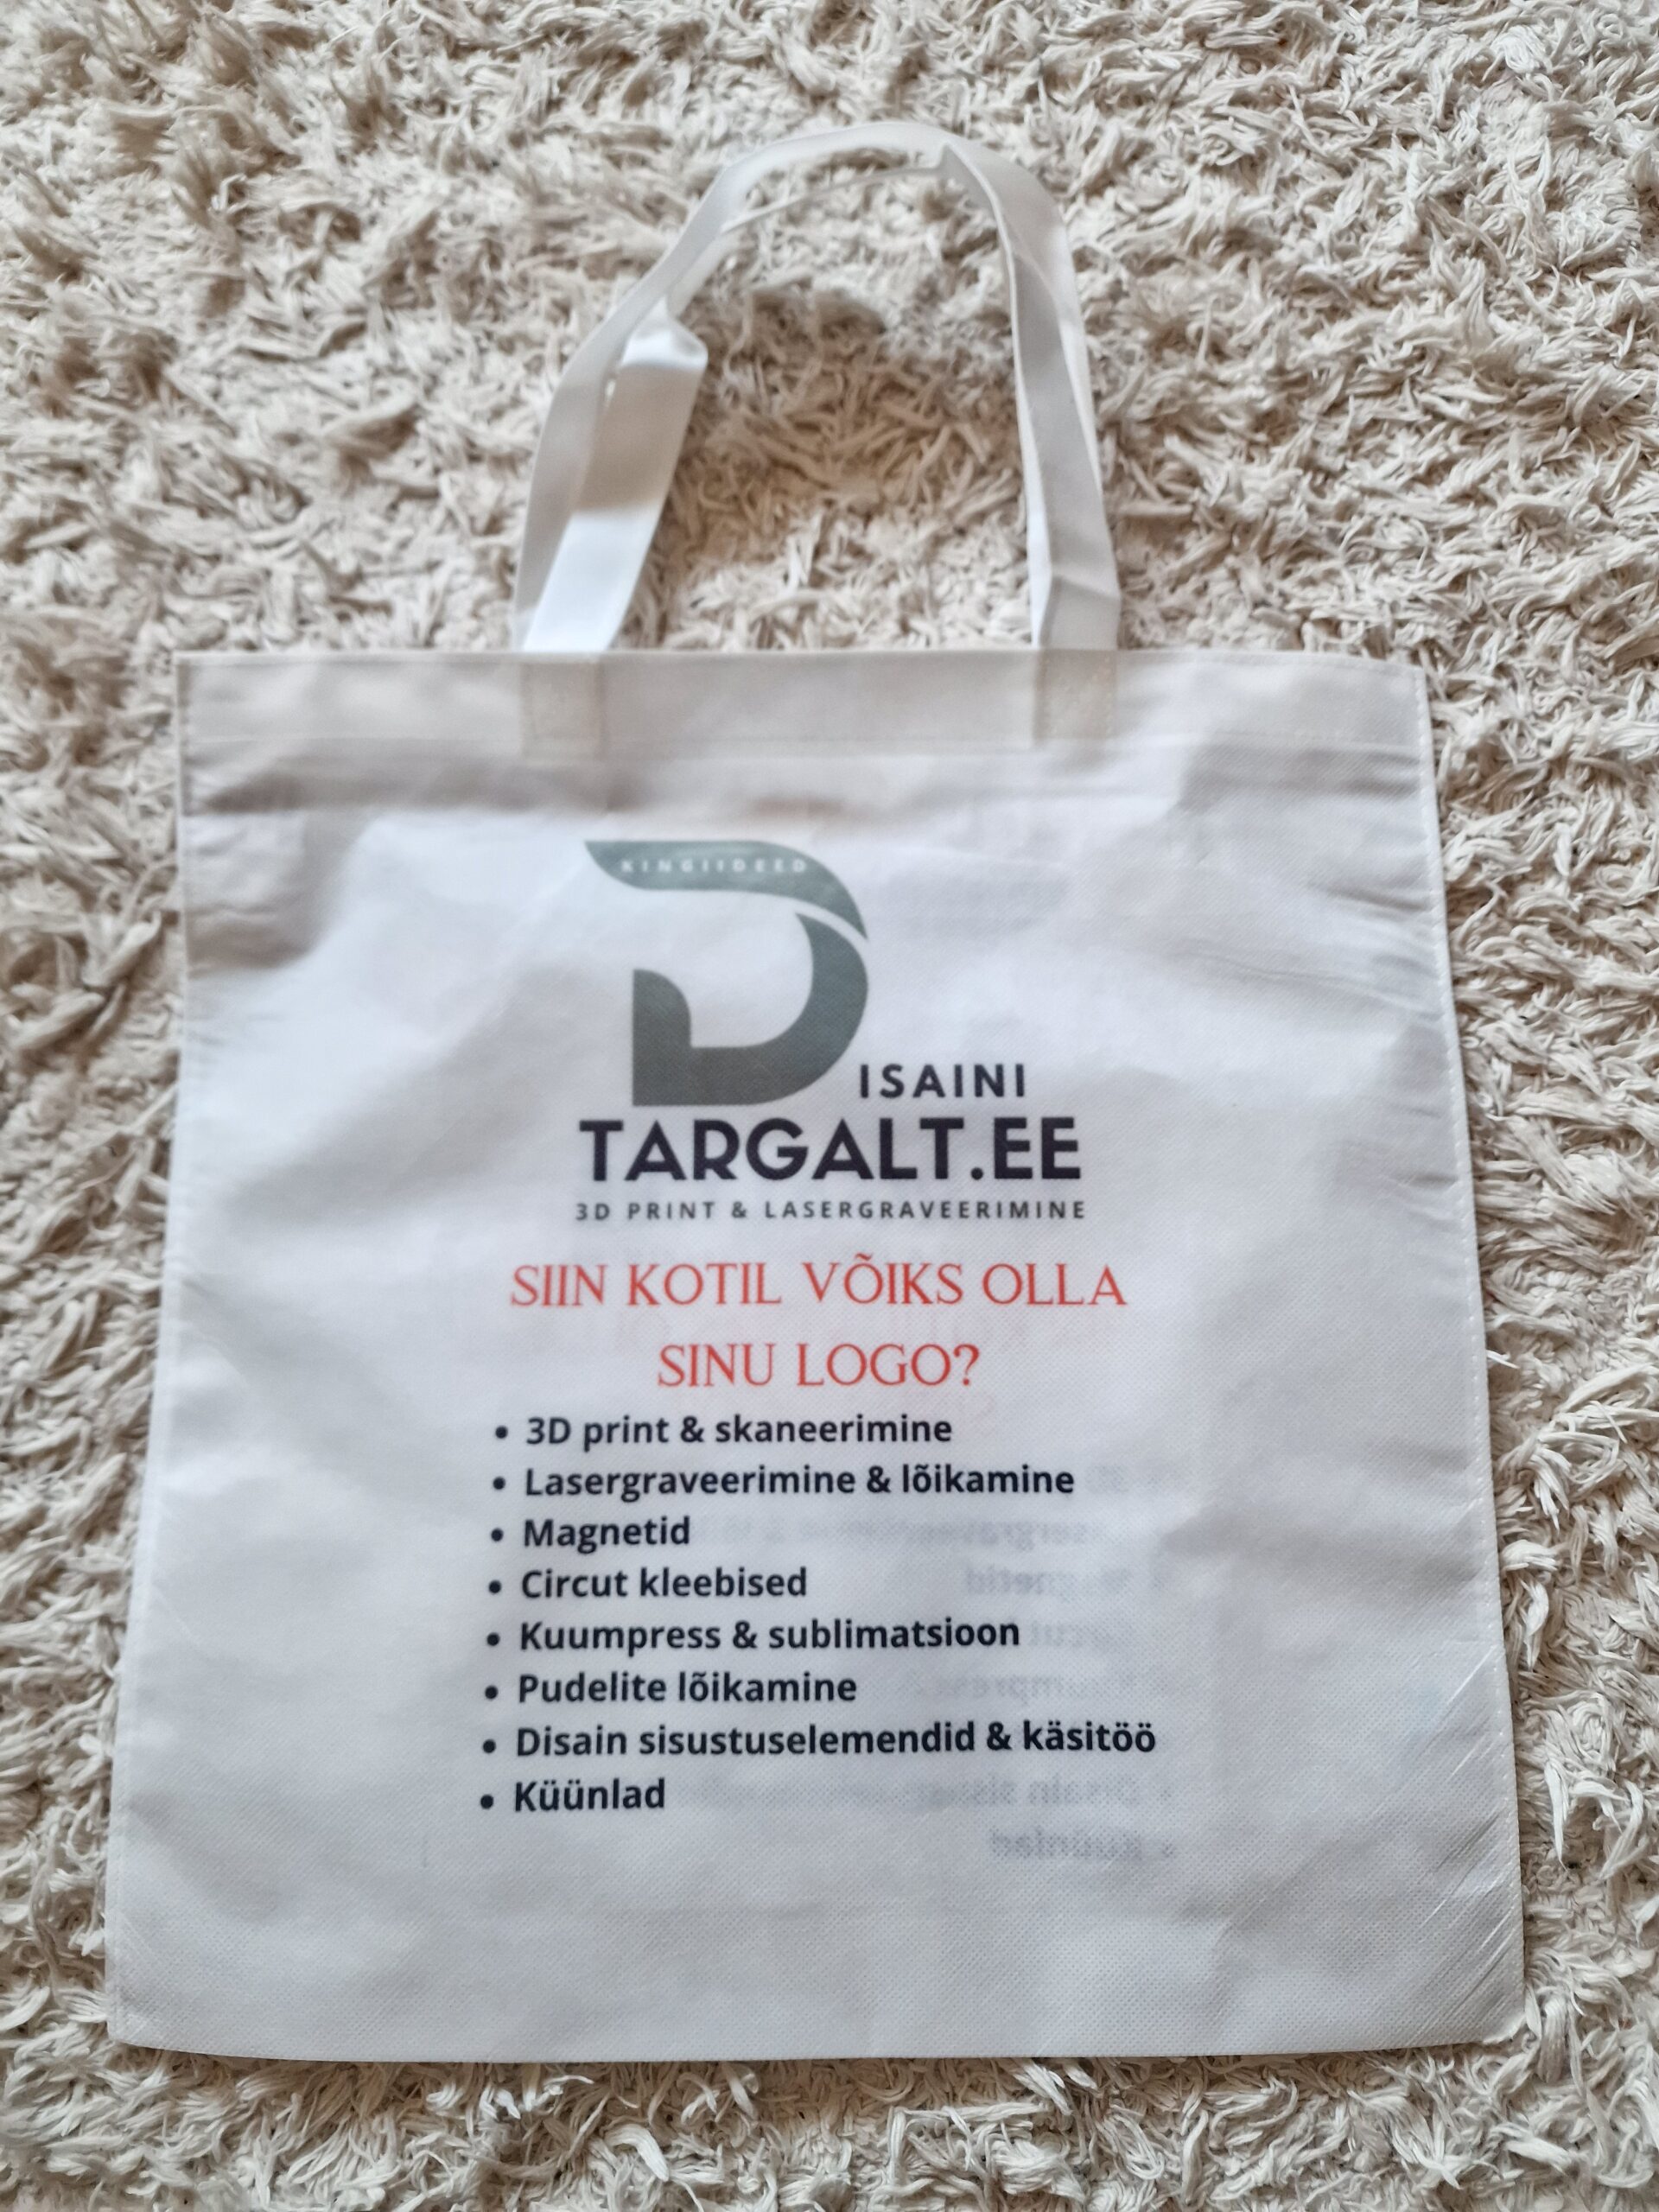 KINGIIDEED
DISAINI
TARGALT.EE
3D PRINT & LASERGRAVEERIMINE
SIIN KOTIL VÕIKS OLLA
SINU LOGO?
• 3D print & skaneerimine
• Lasergraveerimine & lõikamine
• Magnetid
• Circut kleebised
• Kuumpress & sublimatsioon
• Pudelite lõikamine
• Disain sisustuselemendid & käsitöö
• Küünlad